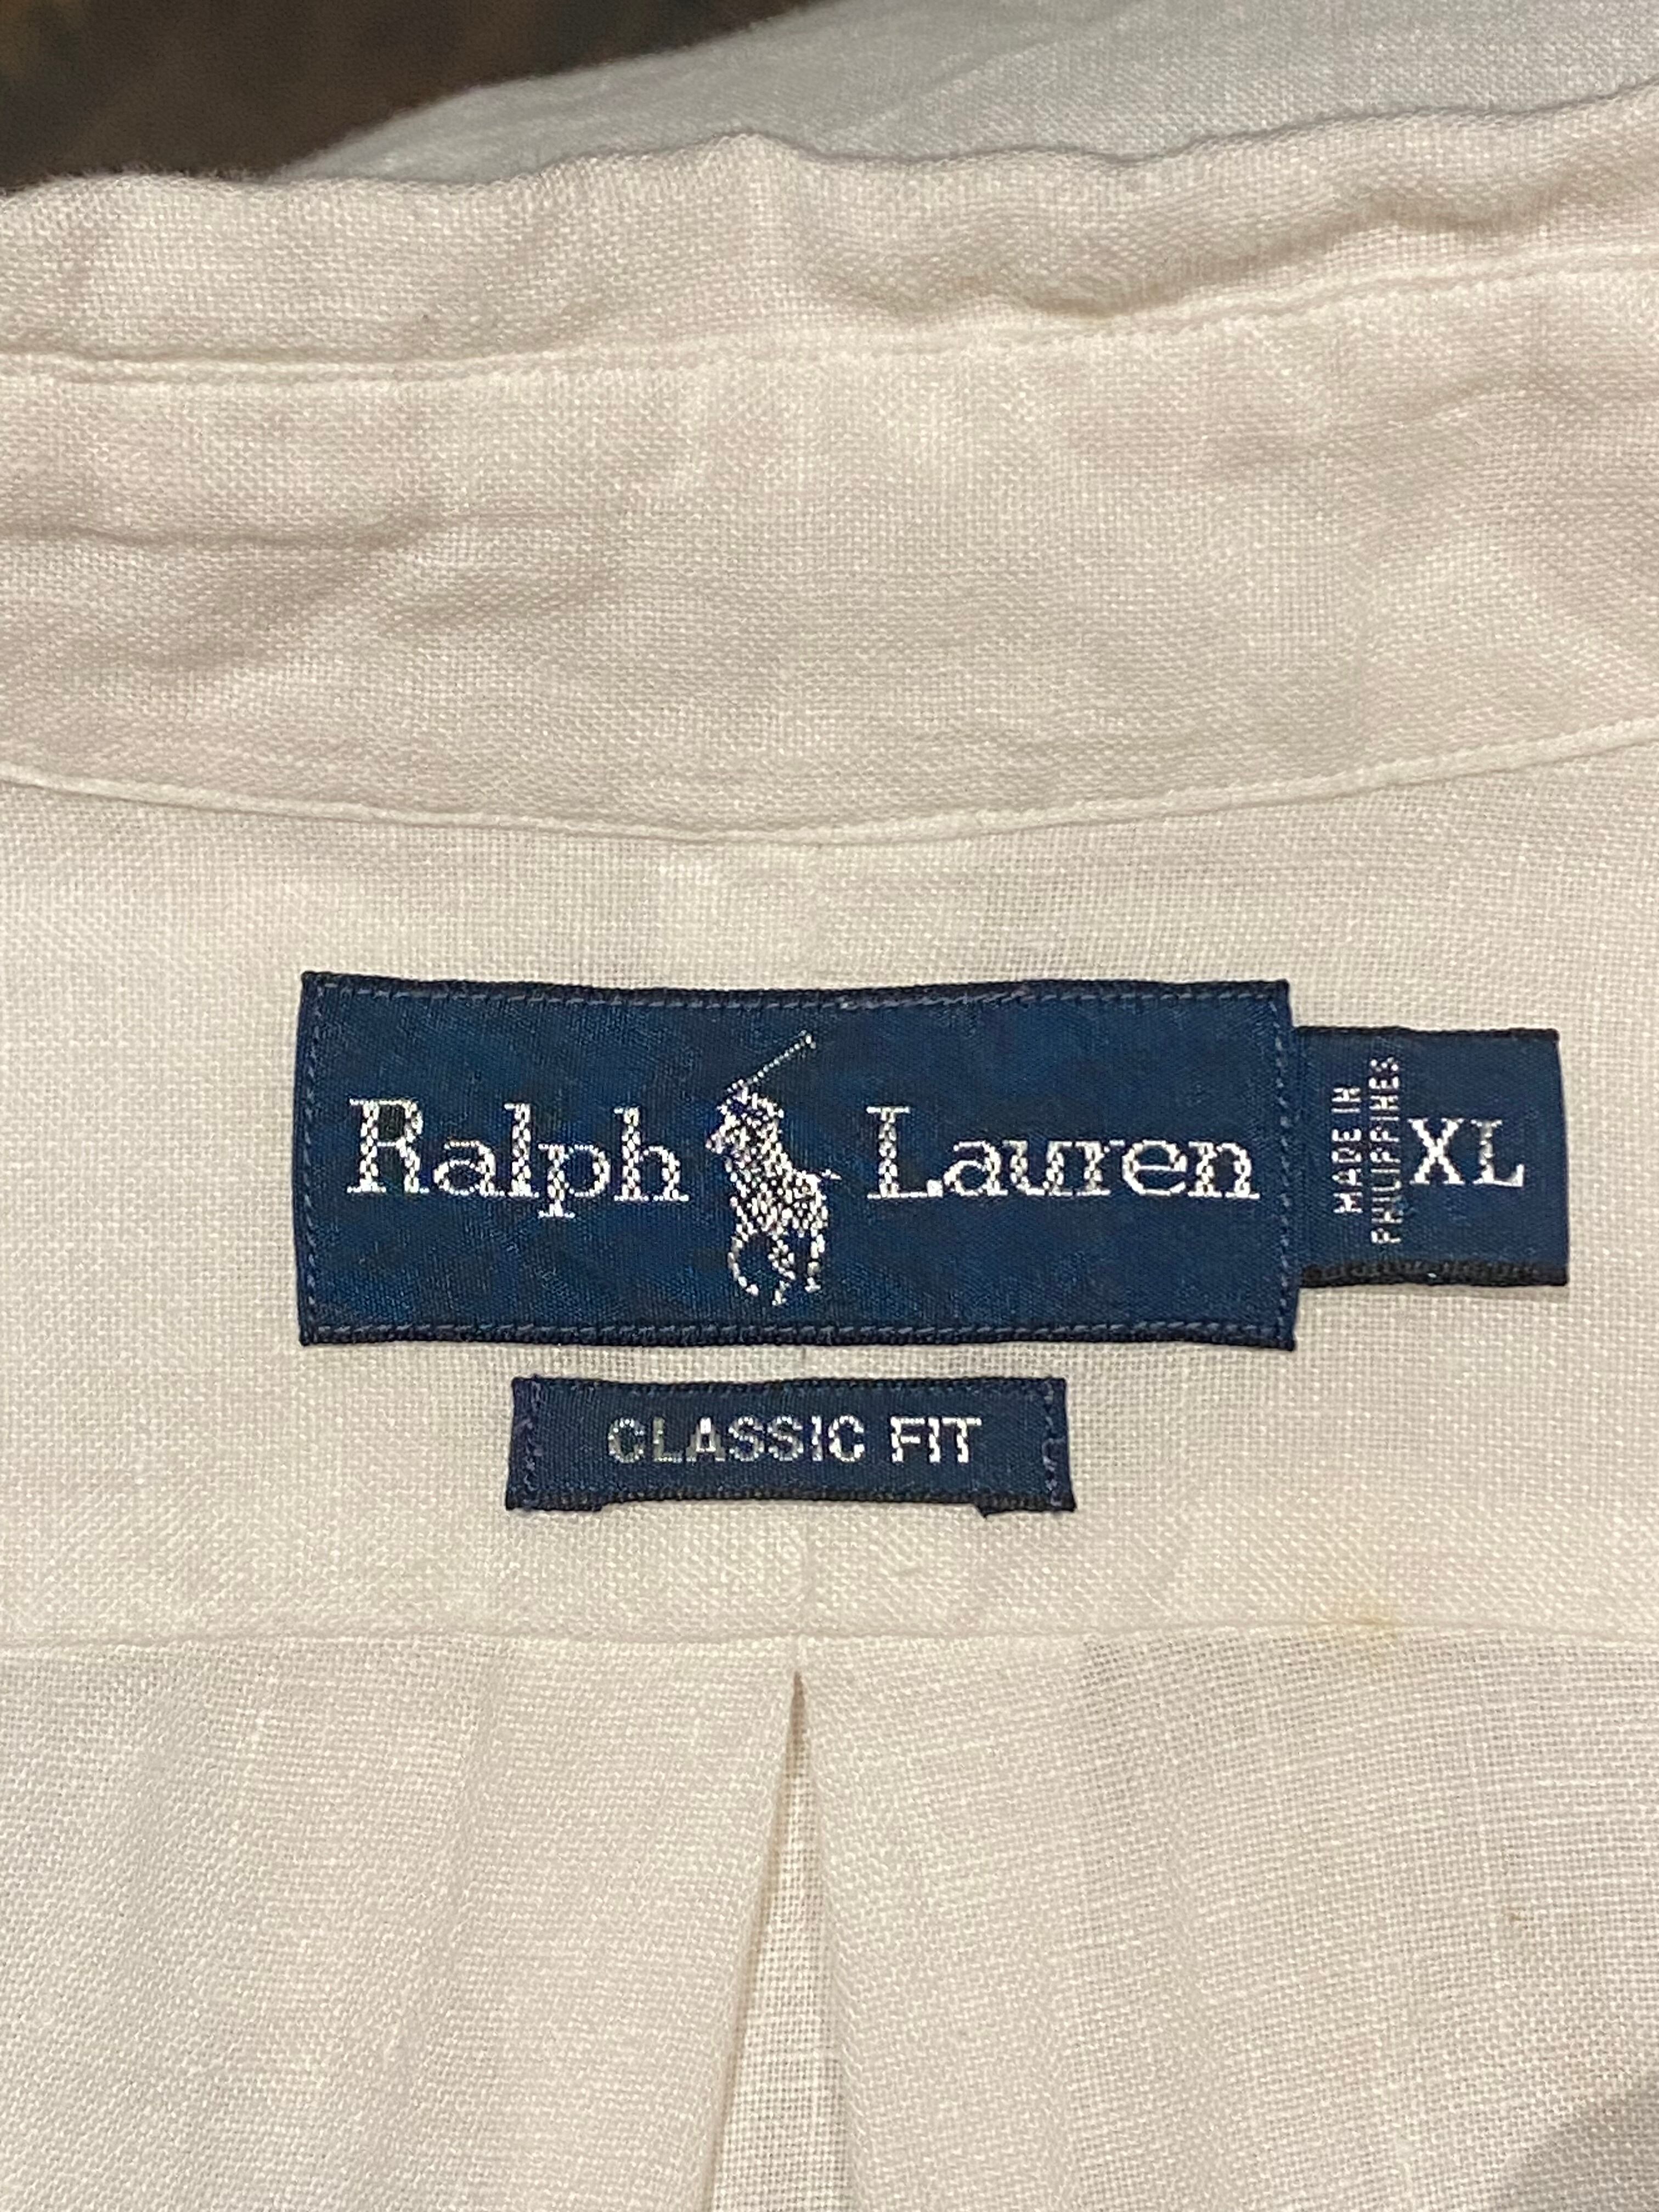 Ralph Lauren
MADE IN
PHILIPPINES
XL
CLASSIC FIT